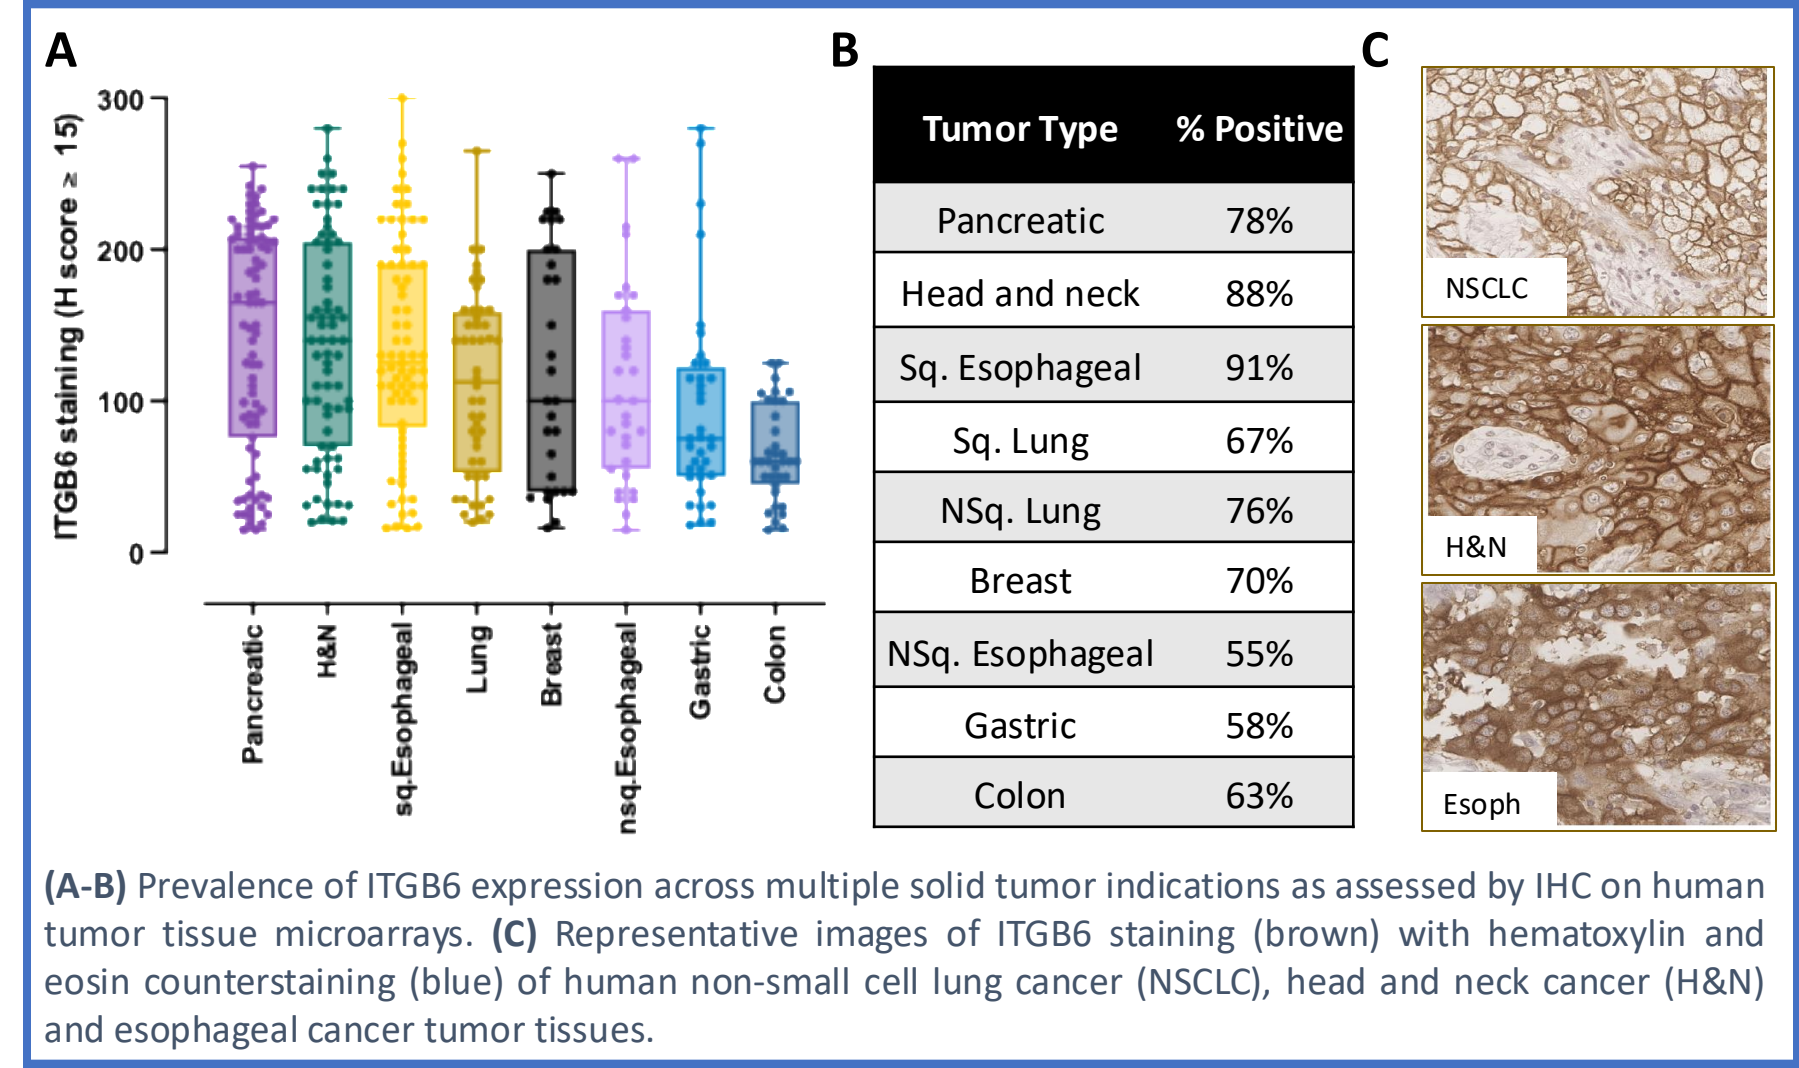 A
B
C
ITGB6 staining (H score ≥ 15)
300
200
100
0
Pancreatic
H&N
sq.Esophageal
Lung
Breast
nsq.Esophageal
Gastric
Colon
Tumor Type % Positive
Pancreatic 78%
Head and neck 88%
Sq. Esophageal 91%
Sq. Lung 67%
NSq. Lung 76%
Breast 70%
NSq. Esophageal 55%
Gastric 58%
Colon 63%
NSCLC
H&N
Esoph
(A-B) Prevalence of ITGB6 expression across multiple solid tumor indications as assessed by IHC on human
tumor tissue microarrays. (C) Representative images of ITGB6 staining (brown) with hematoxylin and
eosin counterstaining (blue) of human non-small cell lung cancer (NSCLC), head and neck cancer (H&N)
and esophageal cancer tumor tissues.